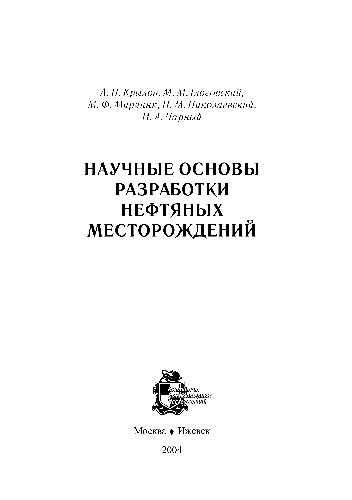 А. П. Крылов, М. М. Глоговский,
М. Ф. Мирчинк, Н. М. Николаевский,
И. А. Чарный
НАУЧНЫЕ ОСНОВЫ
РАЗРАБОТКИ
НЕФТЯНЫХ
МЕСТОРОЖДЕНИЙ
Москва ♦ Ижевск
2004